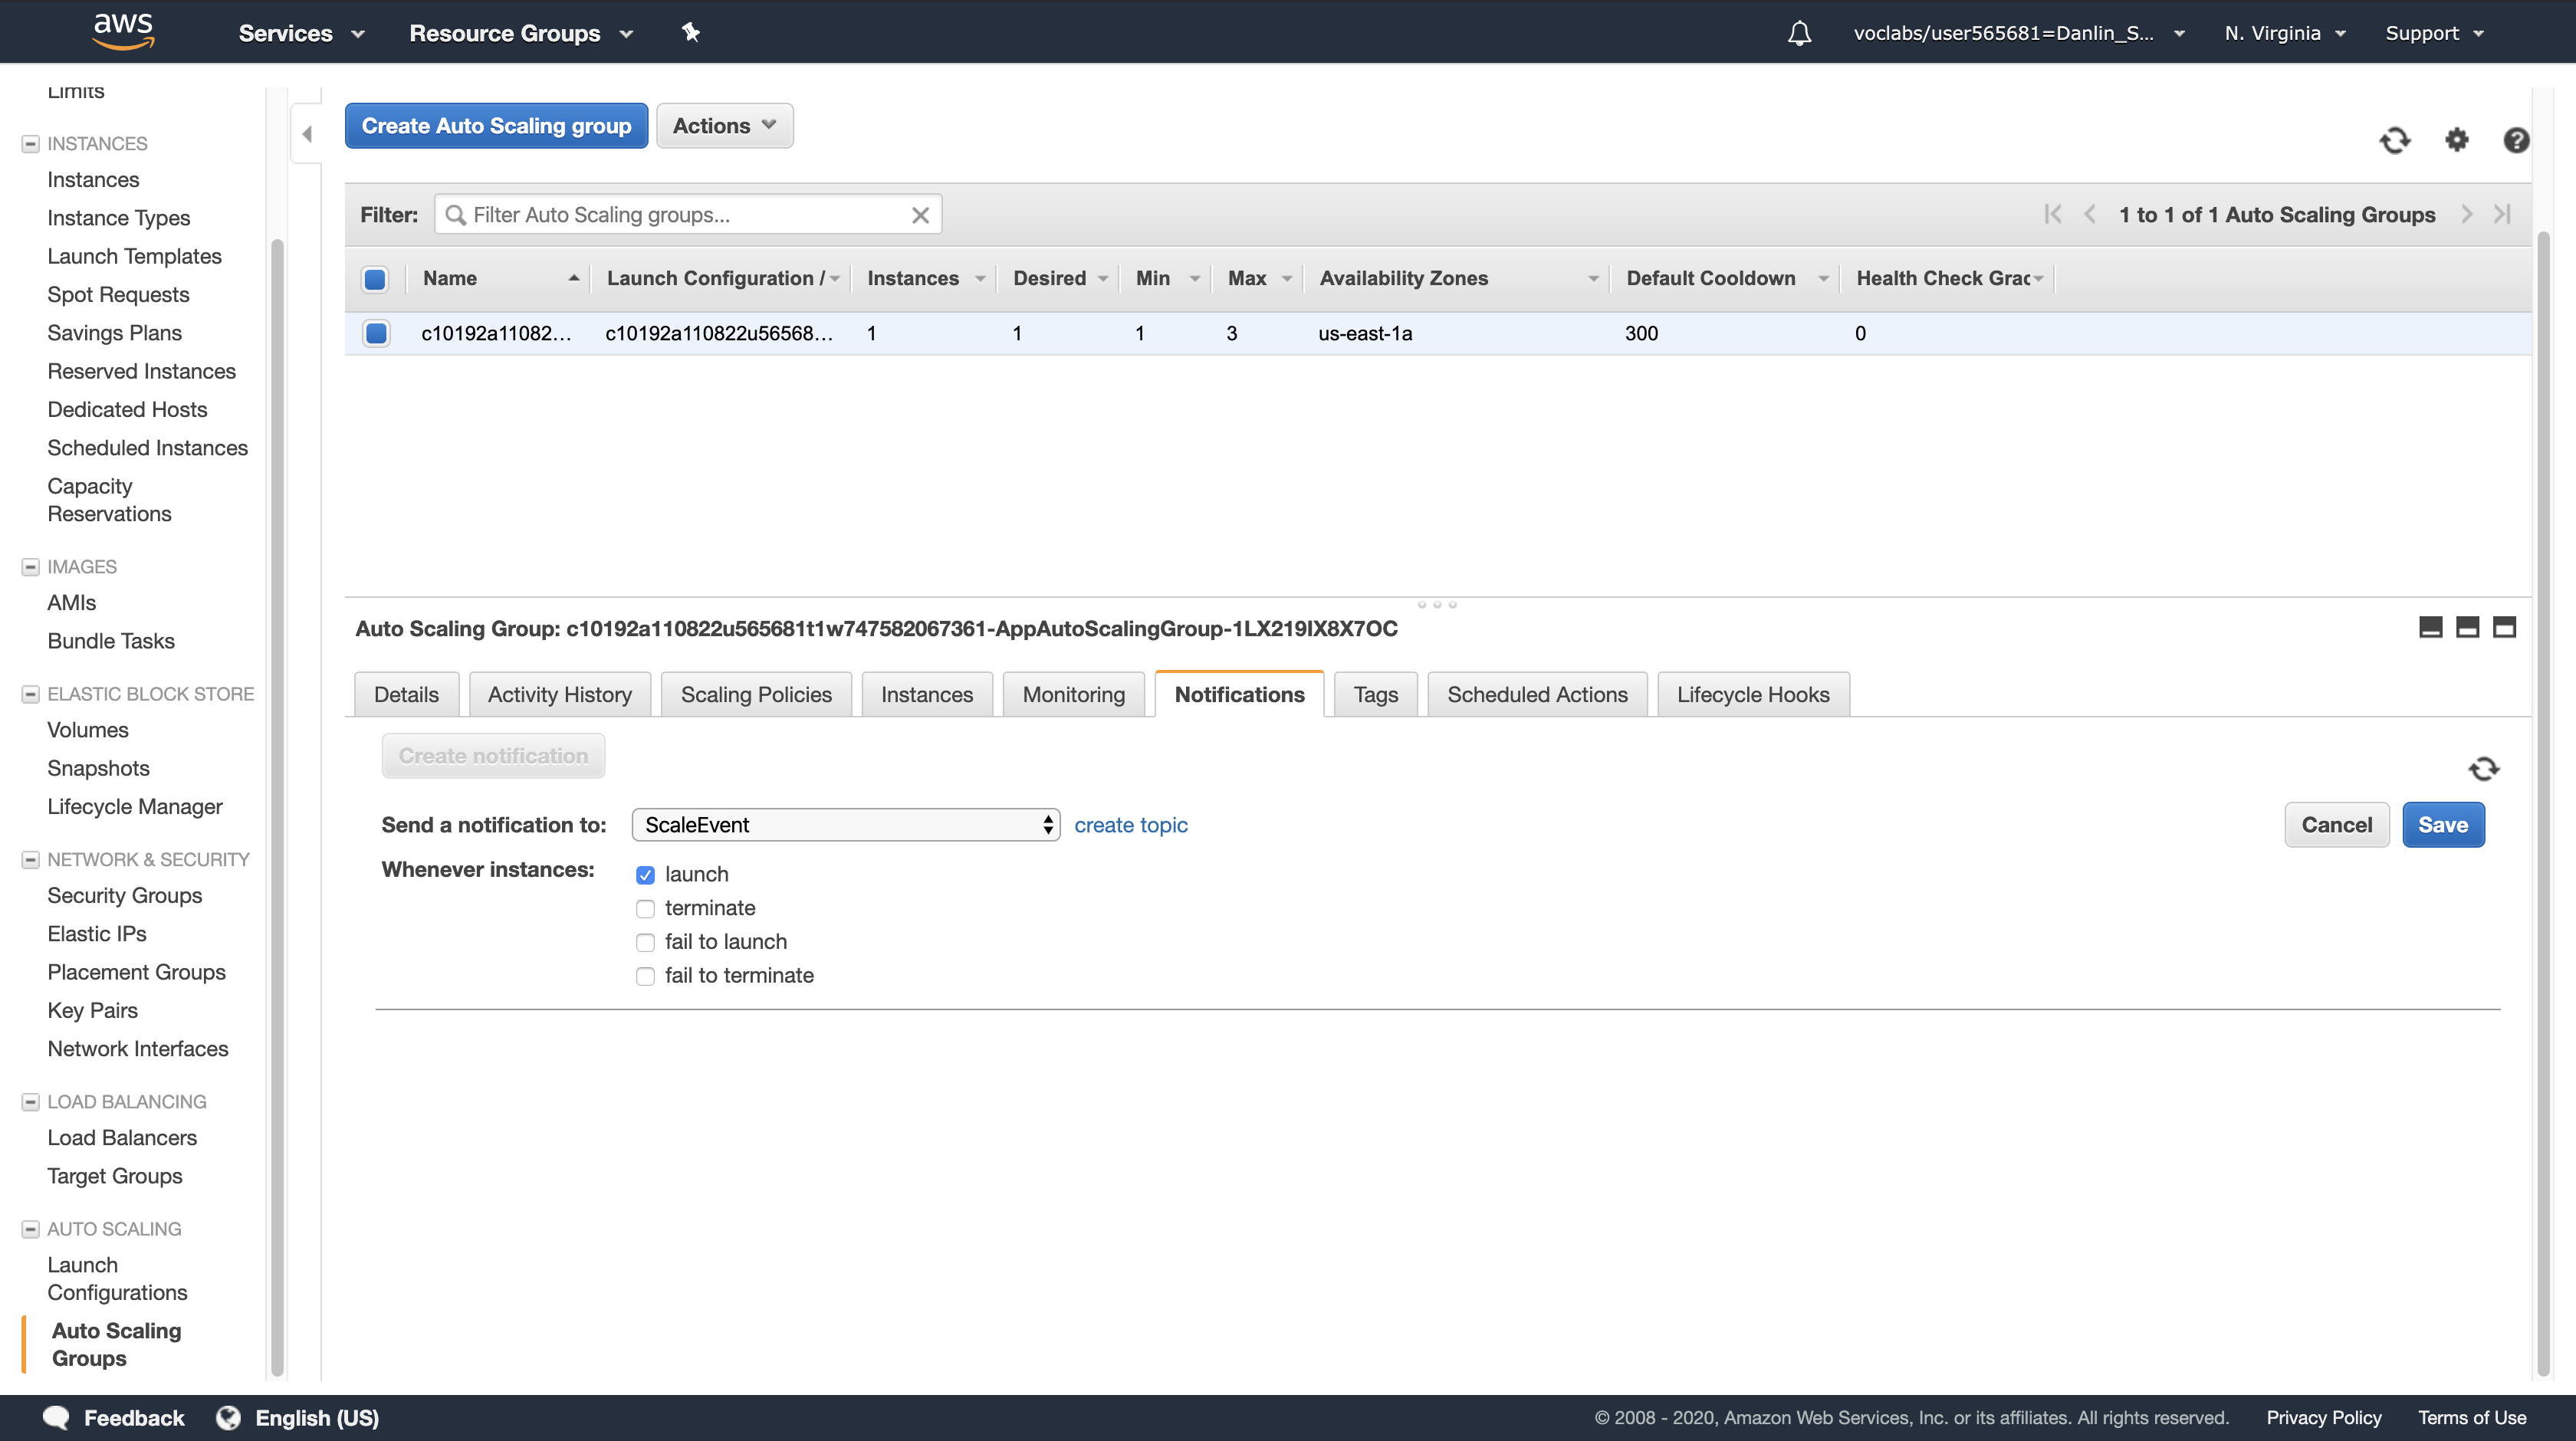 aws Services Resource Groups voclabs/user565681=Danlin_S... N. Virginia Support
Limits
INSTANCES
Instances
Instance Types
Launch Templates
Spot Requests
Savings Plans
Reserved Instances
Dedicated Hosts
Scheduled Instances
Capacity
Reservations
IMAGES
AMIs
Bundle Tasks
ELASTIC BLOCK STORE
Volumes
Snapshots
Lifecycle Manager
NETWORK & SECURITY
Security Groups
Elastic IPs
Placement Groups
Key Pairs
Network Interfaces
LOAD BALANCING
Load Balancers
Target Groups
AUTO SCALING
Launch
Configurations
Auto Scaling
Groups
Create Auto Scaling group Actions
Filter: Filter Auto Scaling groups... 1 to 1 of 1 Auto Scaling Groups
Name Launch Configuration / Instances Desired Min Max Availability Zones Default Cooldown Health Check Grac
c10192a11082... c10192a110822u56568... 1 1 1 3 us-east-1a 300 0
Auto Scaling Group: c10192a110822u565681t1w747582067361-AppAutoScalingGroup-1LX219IX8X7OC
Details Activity History Scaling Policies Instances Monitoring Notifications Tags Scheduled Actions Lifecycle Hooks
Create notification
Send a notification to: ScaleEvent create topic Cancel Save
Whenever instances: launch
terminate
fail to launch
fail to terminate
Feedback English (US) © 2008 - 2020, Amazon Web Services, Inc. or its affiliates. All rights reserved. Privacy Policy Terms of Use